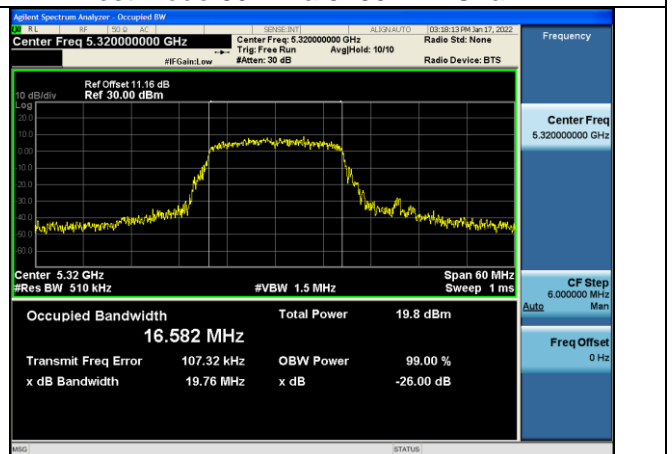 Agilent Spectrum Analyzer - Occupied BW
RL RF 50 Ω AC SENSE:INT ALIGNAUTO 03:18:13 PM Jan 17, 2022
Center Freq 5.320000000 GHz
Center Freq: 5.320000000 GHz
Radio Std: None
Trig: Free Run Avg|Hold: 10/10
#IFGain:Low #Atten: 30 dB Radio Device: BTS
Ref Offset 11.16 dB
10 dB/div Ref 30.00 dBm
Log
20.0
10.0
0.00
-10.0
-20.0
-30.0
-40.0
-50.0
-60.0
Center 5.32 GHz Span 60 MHz
#Res BW 510 kHz #VBW 1.5 MHz Sweep 1 ms
Occupied Bandwidth Total Power 19.8 dBm
16.582 MHz
Transmit Freq Error 107.32 kHz OBW Power 99.00 %
x dB Bandwidth 19.76 MHz x dB -26.00 dB
MSG STATUS
Frequency
Center Freq
5.320000000 GHz
CF Step
6.000000 MHz
Auto Man
Freq Offset
0 Hz